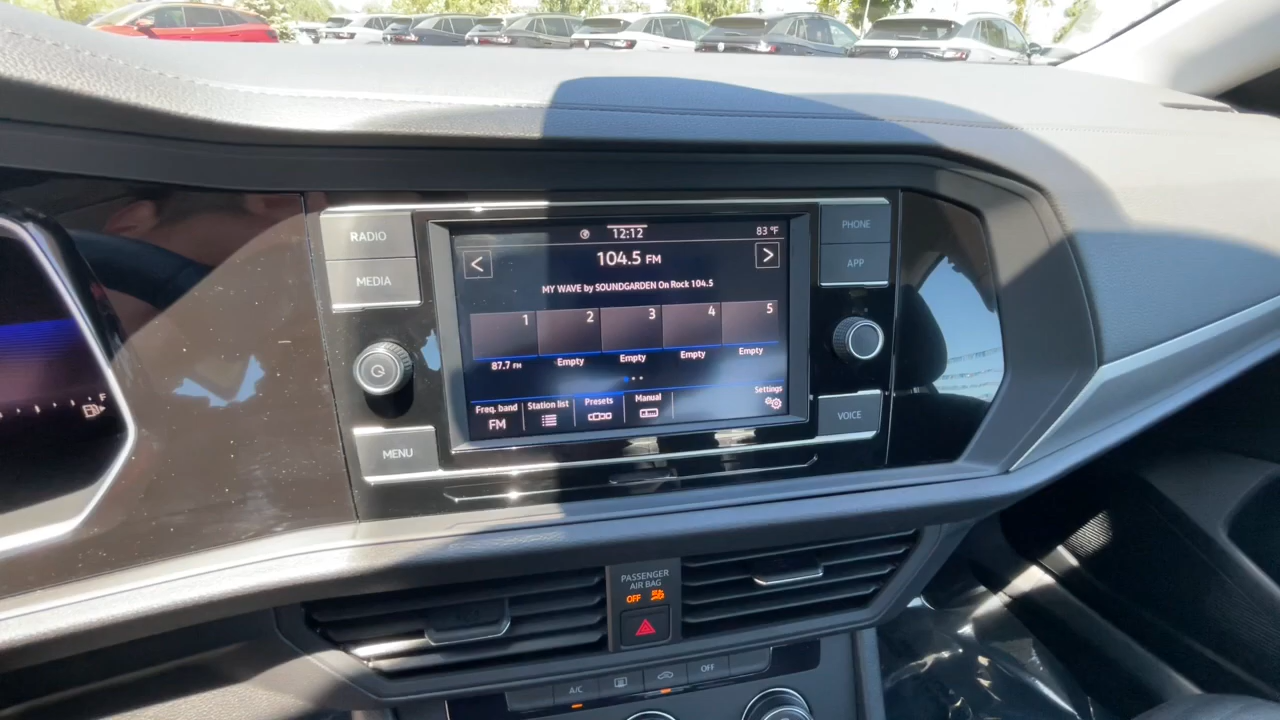 RADIO
MEDIA
MENU
12:12
83 °F
104.5 FM
MY WAVE by SOUNDGARDEN On Rock 104.5
1 2 3 4 5
87.7 FM Empty Empty Empty Empty
Freq. band Station list Presets Manual Settings
FM
PHONE
APP
VOICE
F
PASSENGER
AIR BAG
OFF
A/C
OFF